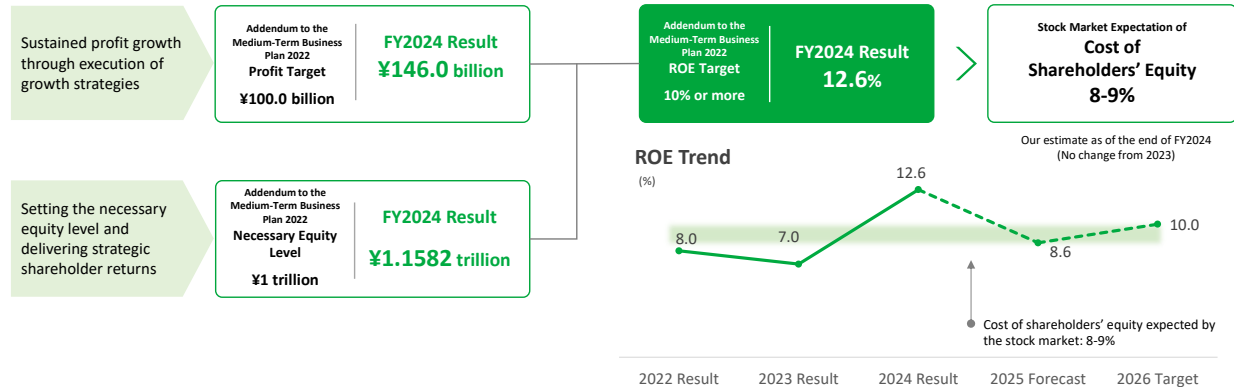 Sustained profit growth
through execution of
growth strategies
Addendum to the
Medium-Term Business
Plan 2022
Profit Target
¥100.0 billion
FY2024 Result
¥146.0 billion
Setting the necessary
equity level and
delivering strategic
shareholder returns
Addendum to the
Medium-Term Business
Plan 2022
Necessary Equity
Level
¥1 trillion
FY2024 Result
¥1.1582 trillion
Addendum to the
Medium-Term Business
Plan 2022
ROE Target
10% or more
FY2024 Result
12.6%
Stock Market Expectation of
Cost of
Shareholders' Equity
8-9%
Our estimate as of the end of FY2024
(No change from 2023)
ROE Trend
(%)
8.0
7.0
12.6
8.6
10.0
Cost of shareholders' equity expected by
the stock market: 8-9%
2022 Result
2023 Result
2024 Result
2025 Forecast
2026 Target